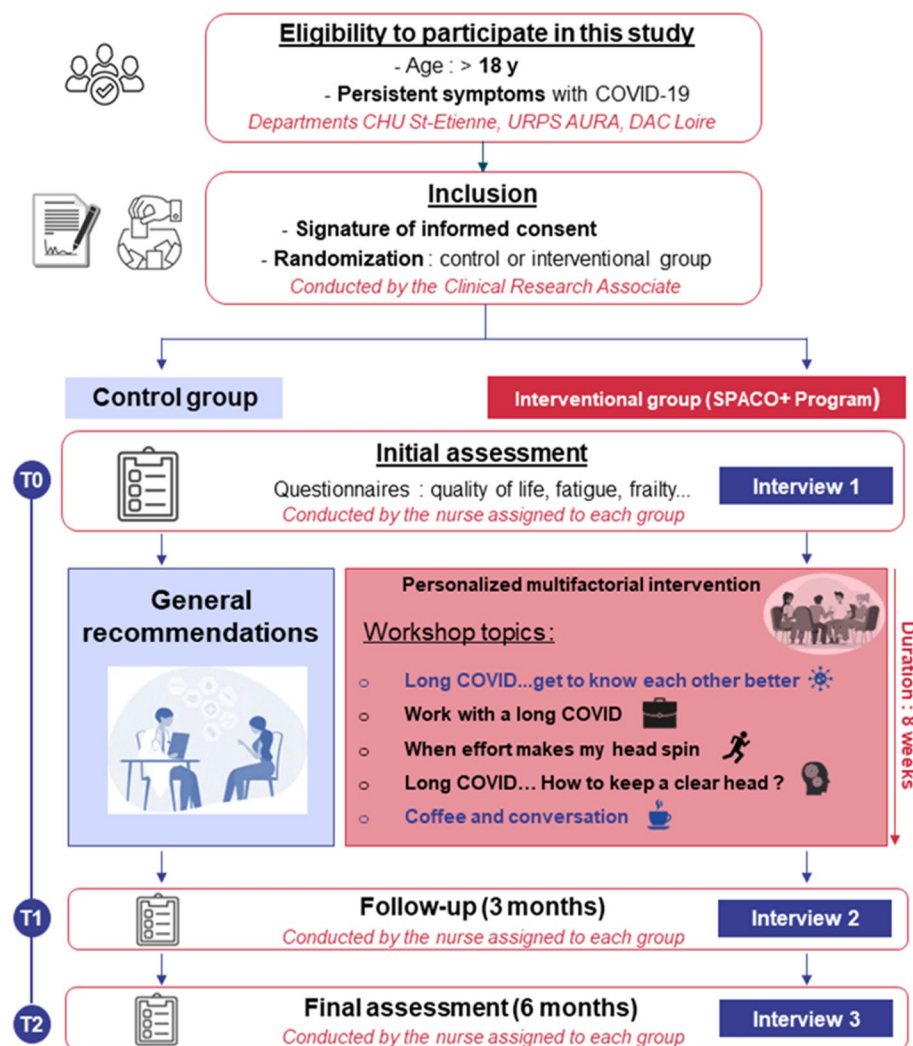 Eligibility to participate in this study
- Age : > 18 y
- Persistent symptoms with COVID-19
Departments CHU St-Etienne, URPS AURA, DAC Loire
Inclusion
- Signature of informed consent
- Randomization : control or interventional group
Conducted by the Clinical Research Associate
Control group
Interventional group (SPACO+ Program)
T0
Initial assessment
Questionnaires : quality of life, fatigue, frailty...
Conducted by the nurse assigned to each group
Interview 1
General
recommendations
Personalized multifactorial intervention
Workshop topics :
o Long COVID...get to know each other better
o Work with a long COVID
o When effort makes my head spin
o Long COVID... How to keep a clear head ?
o Coffee and conversation
Duration : 8 weeks
T1
Follow-up (3 months)
Conducted by the nurse assigned to each group
Interview 2
T2
Final assessment (6 months)
Conducted by the nurse assigned to each group
Interview 3